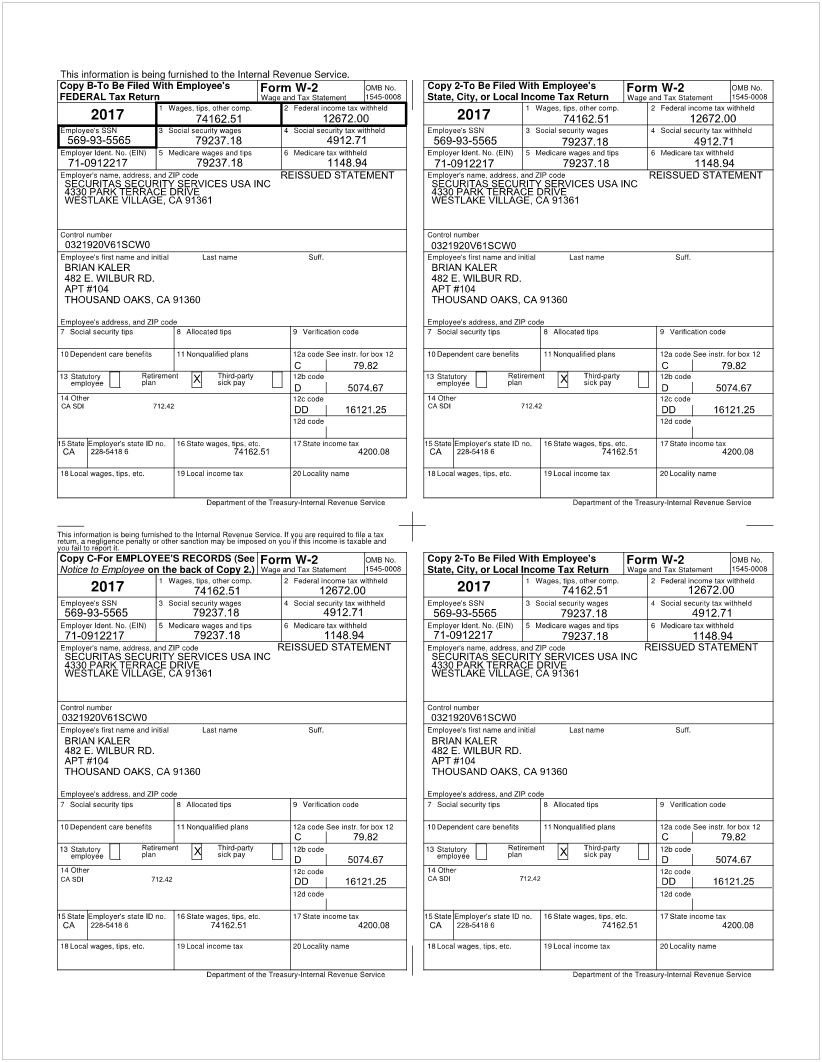 This information is being furnished to the Internal Revenue Service.
Copy B-To Be Filed With Employee's
FEDERAL Tax Return
Form W-2
Wage and Tax Statement
OMB No.
1545-0008
2017
1 Wages, tips, other comp.
74162.51
2 Federal income tax withheld
12672.00
Employee's SSN
569-93-5565
3 Social security wages
79237.18
4 Social security tax withheld
4912.71
Employer Ident. No. (EIN)
71-0912217
5 Medicare wages and tips
79237.18
6 Medicare tax withheld
1148.94
Employer's name, address, and ZIP code
REISSUED STATEMENT
SECURITAS SECURITY SERVICES USA INC
4330 PARK TERRACE DRIVE
WESTLAKE VILLAGE, CA 91361
Control number
0321920V61SCW0
Employee's first name and initial Last name Suff.
BRIAN KALER
482 E. WILBUR RD.
APT #104
THOUSAND OAKS, CA 91360
Employee's address, and ZIP code
7 Social security tips
8 Allocated tips
9 Verification code
10 Dependent care benefits
11 Nonqualified plans
12a code See instr. for box 12
C 79.82
13 Statutory employee
Retirement plan
X
Third-party sick pay
12b code
D 5074.67
14 Other
CA SDI 712.42
12c code
DD 16121.25
12d code
15 State
CA
Employer's state ID no.
228-5418 6
16 State wages, tips, etc.
74162.51
17 State income tax
4200.08
18 Local wages, tips, etc.
19 Local income tax
20 Locality name
Department of the Treasury-Internal Revenue Service
Copy 2-To Be Filed With Employee's
State, City, or Local Income Tax Return
Form W-2
Wage and Tax Statement
OMB No.
1545-0008
2017
1 Wages, tips, other comp.
74162.51
2 Federal income tax withheld
12672.00
Employee's SSN
569-93-5565
3 Social security wages
79237.18
4 Social security tax withheld
4912.71
Employer Ident. No. (EIN)
71-0912217
5 Medicare wages and tips
79237.18
6 Medicare tax withheld
1148.94
Employer's name, address, and ZIP code
REISSUED STATEMENT
SECURITAS SECURITY SERVICES USA INC
4330 PARK TERRACE DRIVE
WESTLAKE VILLAGE, CA 91361
Control number
0321920V61SCW0
Employee's first name and initial Last name Suff.
BRIAN KALER
482 E. WILBUR RD.
APT #104
THOUSAND OAKS, CA 91360
Employee's address, and ZIP code
7 Social security tips
8 Allocated tips
9 Verification code
10 Dependent care benefits
11 Nonqualified plans
12a code See instr. for box 12
C 79.82
13 Statutory employee
Retirement plan
X
Third-party sick pay
12b code
D 5074.67
14 Other
CA SDI 712.42
12c code
DD 16121.25
12d code
15 State
CA
Employer's state ID no.
228-5418 6
16 State wages, tips, etc.
74162.51
17 State income tax
4200.08
18 Local wages, tips, etc.
19 Local income tax
20 Locality name
Department of the Treasury-Internal Revenue Service
This information is being furnished to the Internal Revenue Service. If you are required to file a tax
return, a negligence penalty or other sanction may be imposed on you if this income is taxable and
you fail to report it.
Copy C-For EMPLOYEE'S RECORDS (See
Notice to Employee on the back of Copy 2.)
Form W-2
Wage and Tax Statement
OMB No.
1545-0008
2017
1 Wages, tips, other comp.
74162.51
2 Federal income tax withheld
12672.00
Employee's SSN
569-93-5565
3 Social security wages
79237.18
4 Social security tax withheld
4912.71
Employer Ident. No. (EIN)
71-0912217
5 Medicare wages and tips
79237.18
6 Medicare tax withheld
1148.94
Employer's name, address, and ZIP code
REISSUED STATEMENT
SECURITAS SECURITY SERVICES USA INC
4330 PARK TERRACE DRIVE
WESTLAKE VILLAGE, CA 91361
Control number
0321920V61SCW0
Employee's first name and initial Last name Suff.
BRIAN KALER
482 E. WILBUR RD.
APT #104
THOUSAND OAKS, CA 91360
Employee's address, and ZIP code
7 Social security tips
8 Allocated tips
9 Verification code
10 Dependent care benefits
11 Nonqualified plans
12a code See instr. for box 12
C 79.82
13 Statutory employee
Retirement plan
X
Third-party sick pay
12b code
D 5074.67
14 Other
CA SDI 712.42
12c code
DD 16121.25
12d code
15 State
CA
Employer's state ID no.
228-5418 6
16 State wages, tips, etc.
74162.51
17 State income tax
4200.08
18 Local wages, tips, etc.
19 Local income tax
20 Locality name
Department of the Treasury-Internal Revenue Service
Copy 2-To Be Filed With Employee's
State, City, or Local Income Tax Return
Form W-2
Wage and Tax Statement
OMB No.
1545-0008
2017
1 Wages, tips, other comp.
74162.51
2 Federal income tax withheld
12672.00
Employee's SSN
569-93-5565
3 Social security wages
79237.18
4 Social security tax withheld
4912.71
Employer Ident. No. (EIN)
71-0912217
5 Medicare wages and tips
79237.18
6 Medicare tax withheld
1148.94
Employer's name, address, and ZIP code
REISSUED STATEMENT
SECURITAS SECURITY SERVICES USA INC
4330 PARK TERRACE DRIVE
WESTLAKE VILLAGE, CA 91361
Control number
0321920V61SCW0
Employee's first name and initial Last name Suff.
BRIAN KALER
482 E. WILBUR RD.
APT #104
THOUSAND OAKS, CA 91360
Employee's address, and ZIP code
7 Social security tips
8 Allocated tips
9 Verification code
10 Dependent care benefits
11 Nonqualified plans
12a code See instr. for box 12
C 79.82
13 Statutory employee
Retirement plan
X
Third-party sick pay
12b code
D 5074.67
14 Other
CA SDI 712.42
12c code
DD 16121.25
12d code
15 State
CA
Employer's state ID no.
228-5418 6
16 State wages, tips, etc.
74162.51
17 State income tax
4200.08
18 Local wages, tips, etc.
19 Local income tax
20 Locality name
Department of the Treasury-Internal Revenue Service